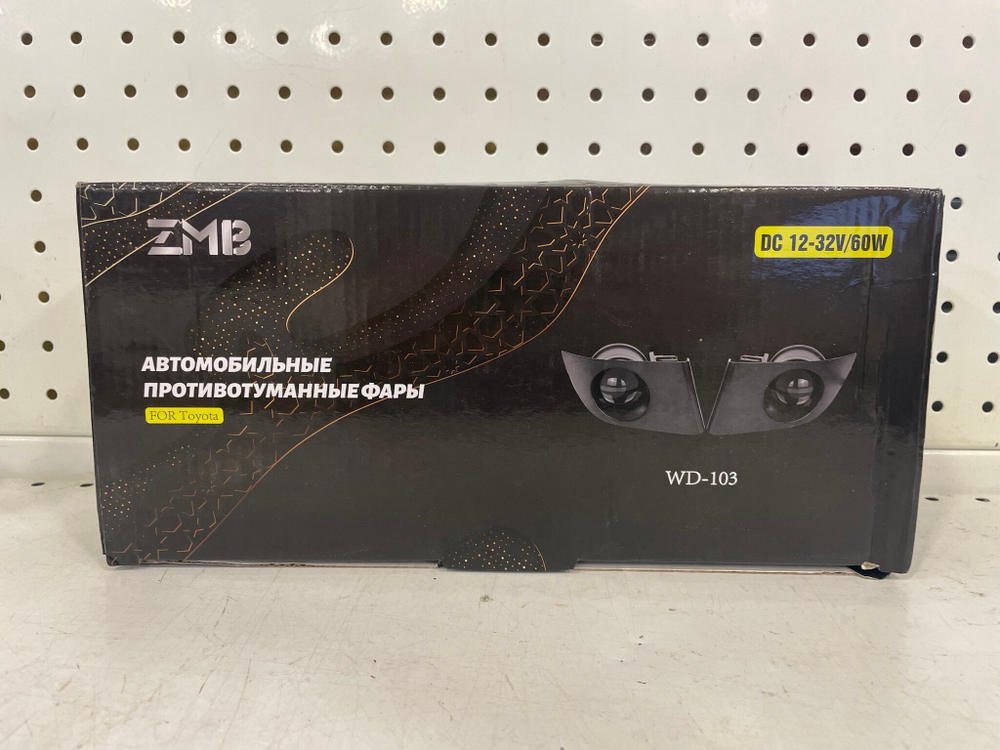 ZMB
DC 12-32V/60W
АВТОМОБИЛЬНЫЕ
ПРОТИВОТУМАННЫЕ ФАРЫ
FOR Toyota
WD-103